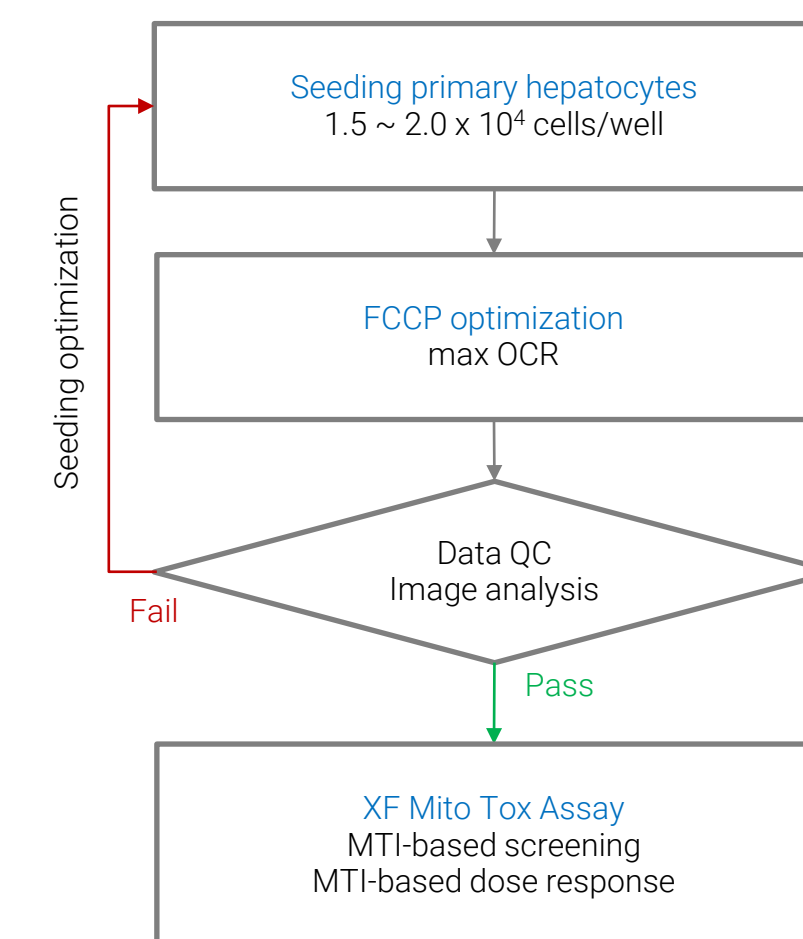 Seeding primary hepatocytes
1.5 ~ 2.0 x 10⁴ cells/well
Seeding optimization
FCCP optimization
max OCR
Data QC
Image analysis
Fail
Pass
XF Mito Tox Assay
MTI-based screening
MTI-based dose response